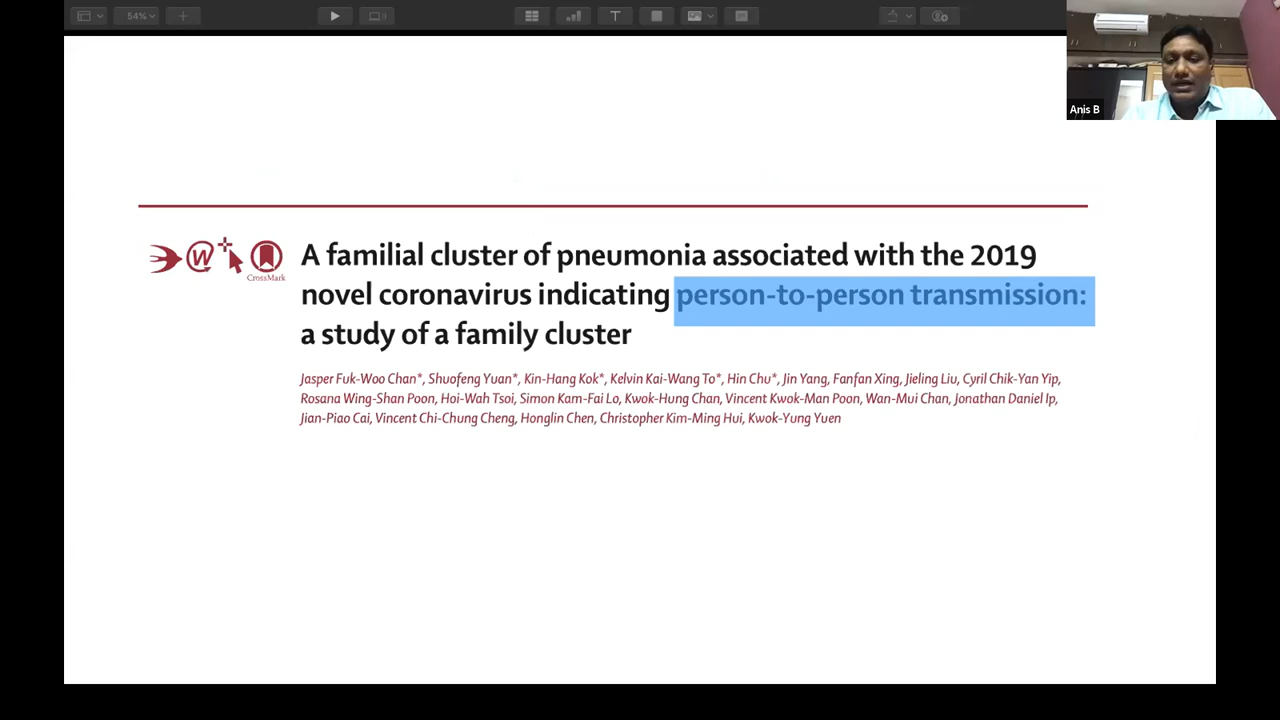 54%
Anis B
W
CrossMark
A familial cluster of pneumonia associated with the 2019
novel coronavirus indicating person-to-person transmission:
a study of a family cluster
Jasper Fuk-Woo Chan*, Shuofeng Yuan*, Kin-Hang Kok*, Kelvin Kai-Wang To*, Hin Chu*, Jin Yang, Fanfan Xing, Jieling Liu, Cyril Chik-Yan Yip,
Rosana Wing-Shan Poon, Hoi-Wah Tsoi, Simon Kam-Fai Lo, Kwok-Hung Chan, Vincent Kwok-Man Poon, Wan-Mui Chan, Jonathan Daniel Ip,
Jian-Piao Cai, Vincent Chi-Chung Cheng, Honglin Chen, Christopher Kim-Ming Hui, Kwok-Yung Yuen